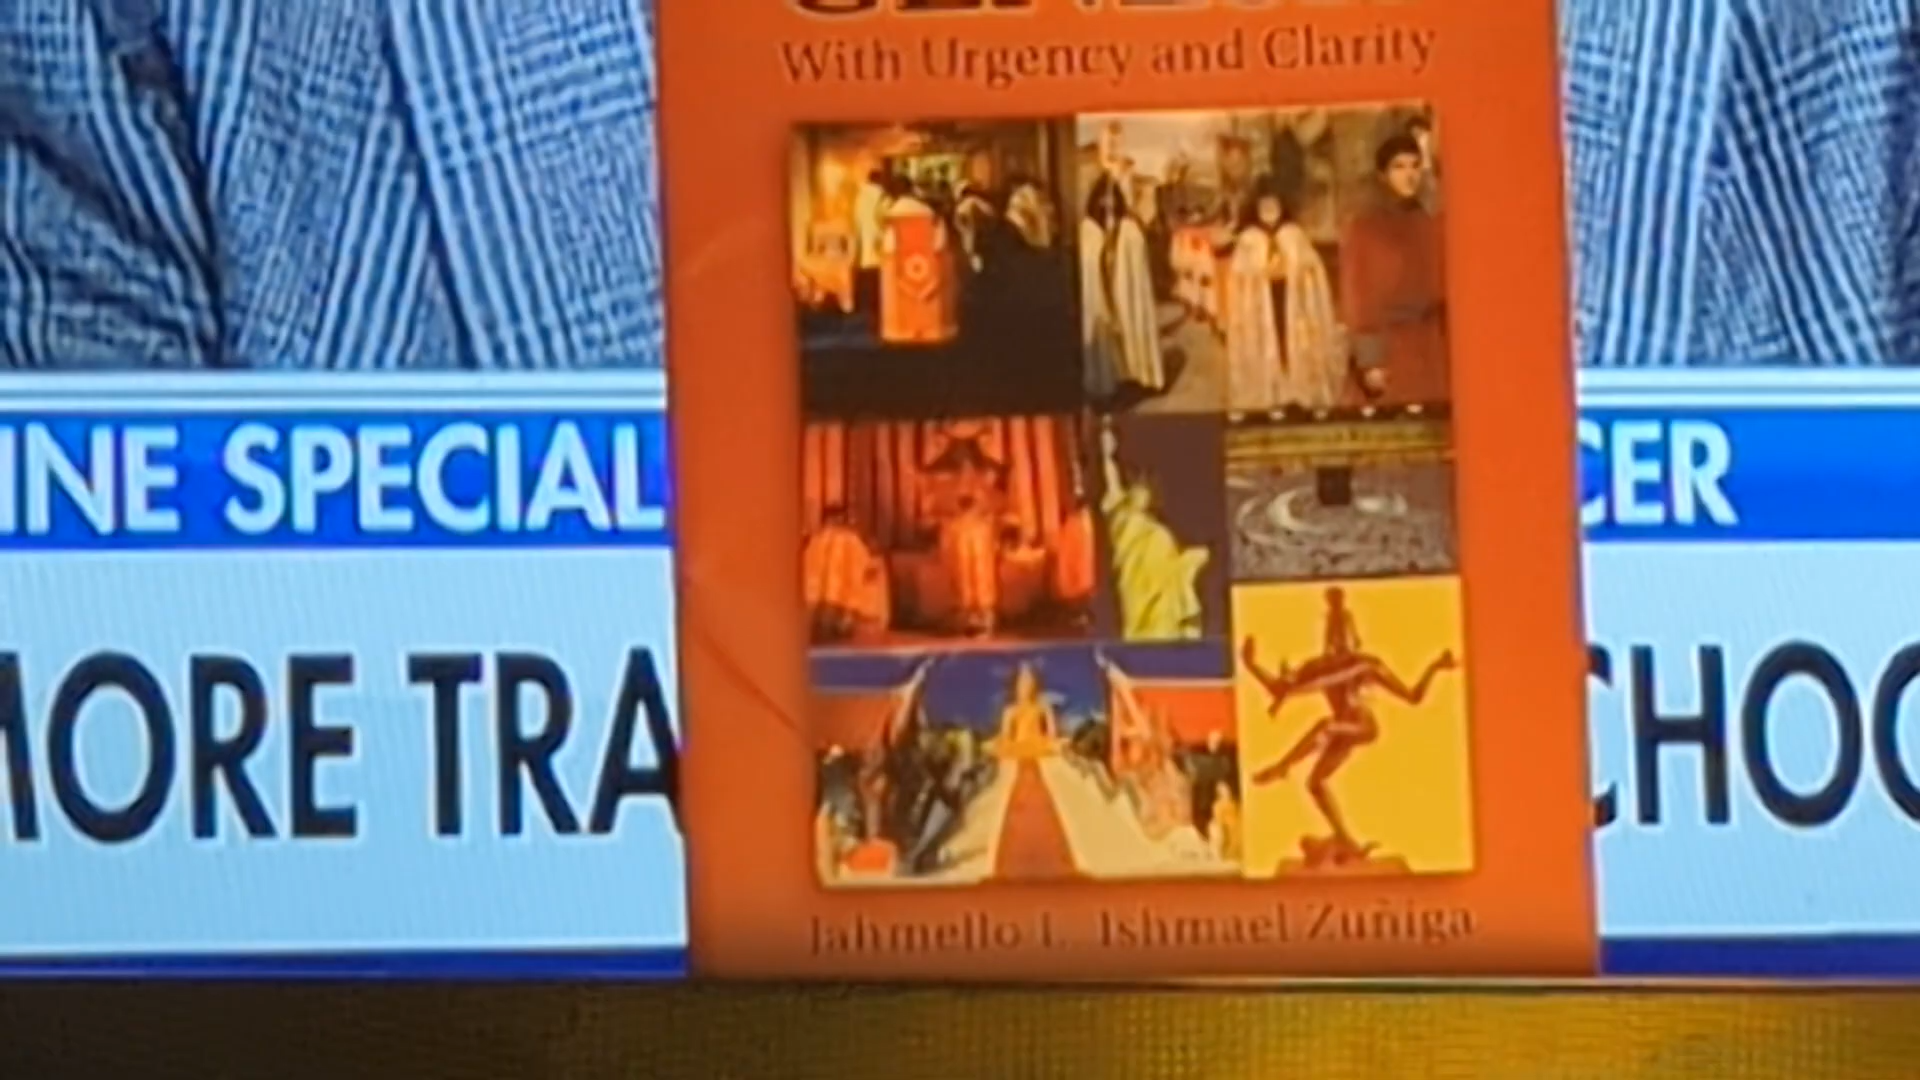 With Urgency and Clarity
INE SPECIAL
CER
MORE TRA
CHOO
Jahmello I. Ishmael Zuñiga